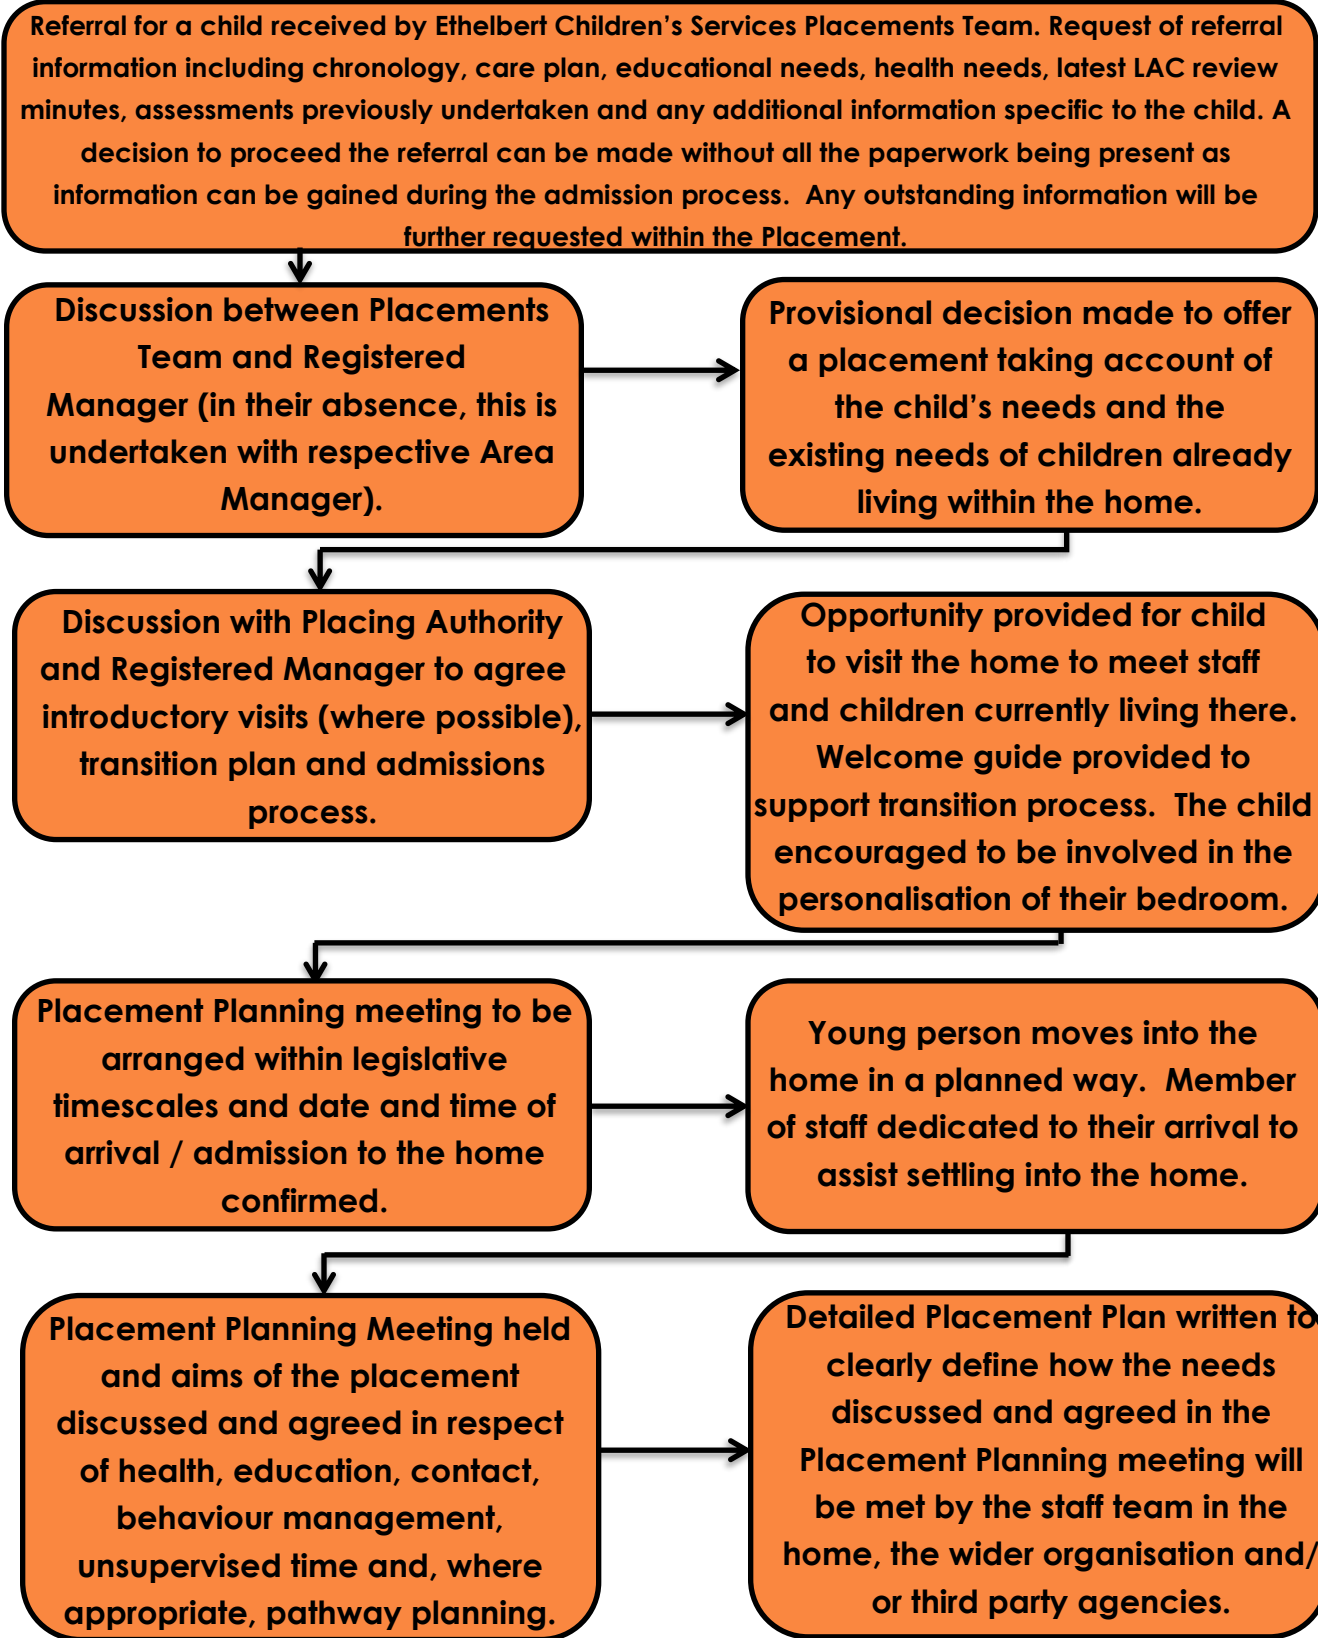 Referral for a child received by Ethelbert Children’s Services Placements Team. Request of referral
information including chronology, care plan, educational needs, health needs, latest LAC review
minutes, assessments previously undertaken and any additional information specific to the child. A
decision to proceed the referral can be made without all the paperwork being present as
information can be gained during the admission process.  Any outstanding information will be
further requested within the Placement.
Discussion between Placements
Team and Registered
Manager (in their absence, this is
undertaken with respective Area
Manager).
Provisional decision made to offer
a placement taking account of
the child’s needs and the
existing needs of children already
living within the home.
Discussion with Placing Authority
and Registered Manager to agree
introductory visits (where possible),
transition plan and admissions
process.
Opportunity provided for child
to visit the home to meet staff
and children currently living there.
Welcome guide provided to
support transition process.  The child
encouraged to be involved in the
personalisation of their bedroom.
Placement Planning meeting to be
arranged within legislative
timescales and date and time of
arrival / admission to the home
confirmed.
Young person moves into the
home in a planned way.  Member
of staff dedicated to their arrival to
assist settling into the home.
Placement Planning Meeting held
and aims of the placement
discussed and agreed in respect
of health, education, contact,
behaviour management,
unsupervised time and, where
appropriate, pathway planning.
Detailed Placement Plan written to
clearly define how the needs
discussed and agreed in the
Placement Planning meeting will
be met by the staff team in the
home, the wider organisation and/
or third party agencies.